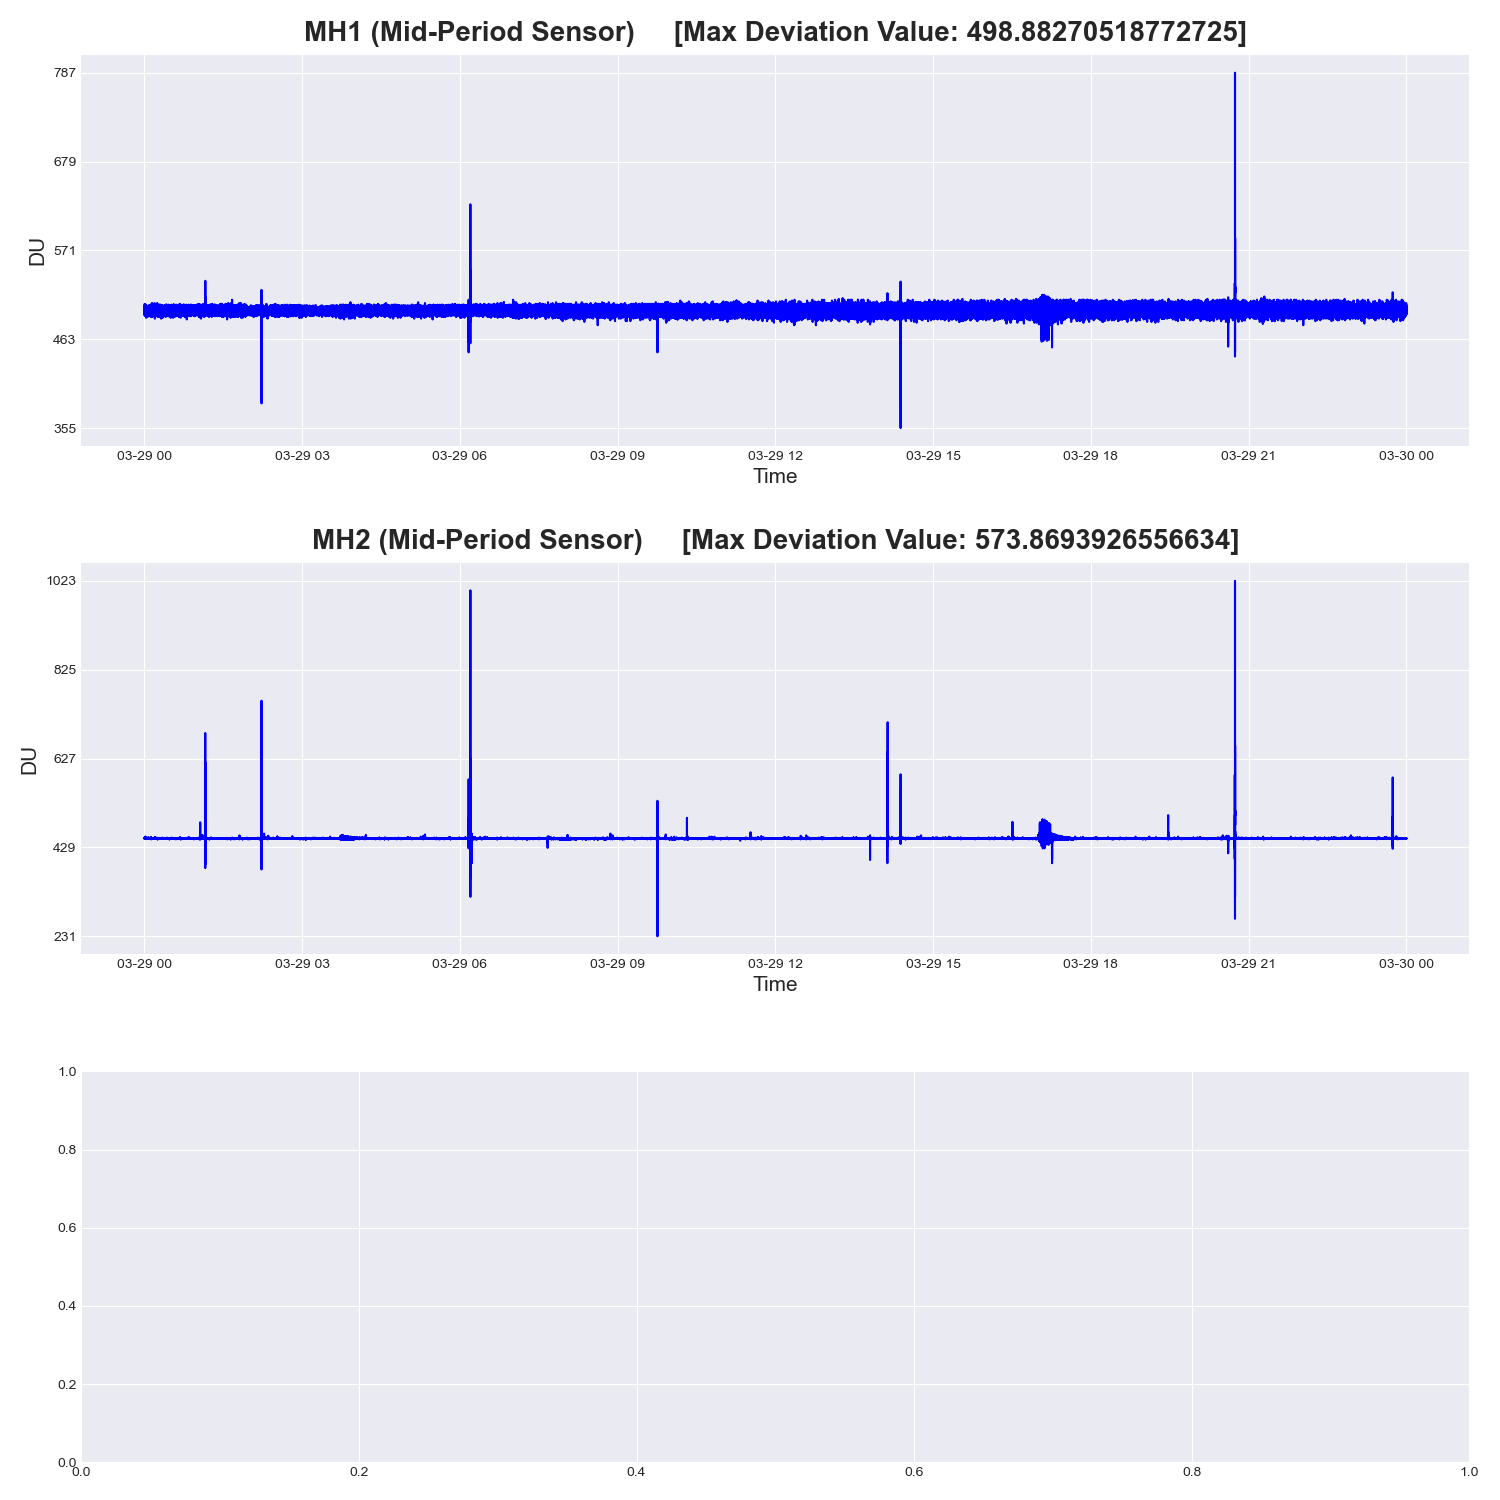 MH1 (Mid-Period Sensor) [Max Deviation Value: 498.88270518772725]
787
679
571
463
355
DU
03-29 00 03-29 03 03-29 06 03-29 09 03-29 12 03-29 15 03-29 18 03-29 21 03-30 00
Time
MH2 (Mid-Period Sensor) [Max Deviation Value: 573.8693926556634]
1023
825
627
429
231
DU
03-29 00 03-29 03 03-29 06 03-29 09 03-29 12 03-29 15 03-29 18 03-29 21 03-30 00
Time
1.0
0.8
0.6
0.4
0.2
0.0
0.0 0.2 0.4 0.6 0.8 1.0